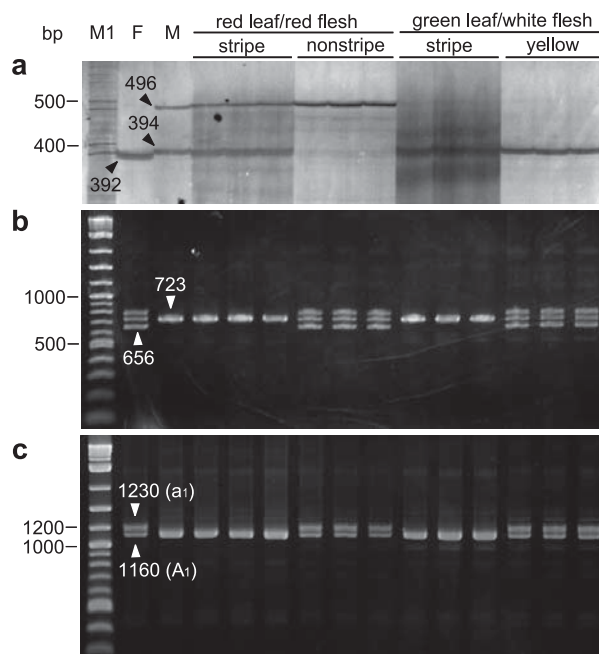 red leaf/red flesh green leaf/white flesh
bp M1 F M stripe nonstripe stripe yellow
a
496
500
394
400
392
b
723
1000
656
500
c
1230 (a1)
1200
1000
1160 (A1)